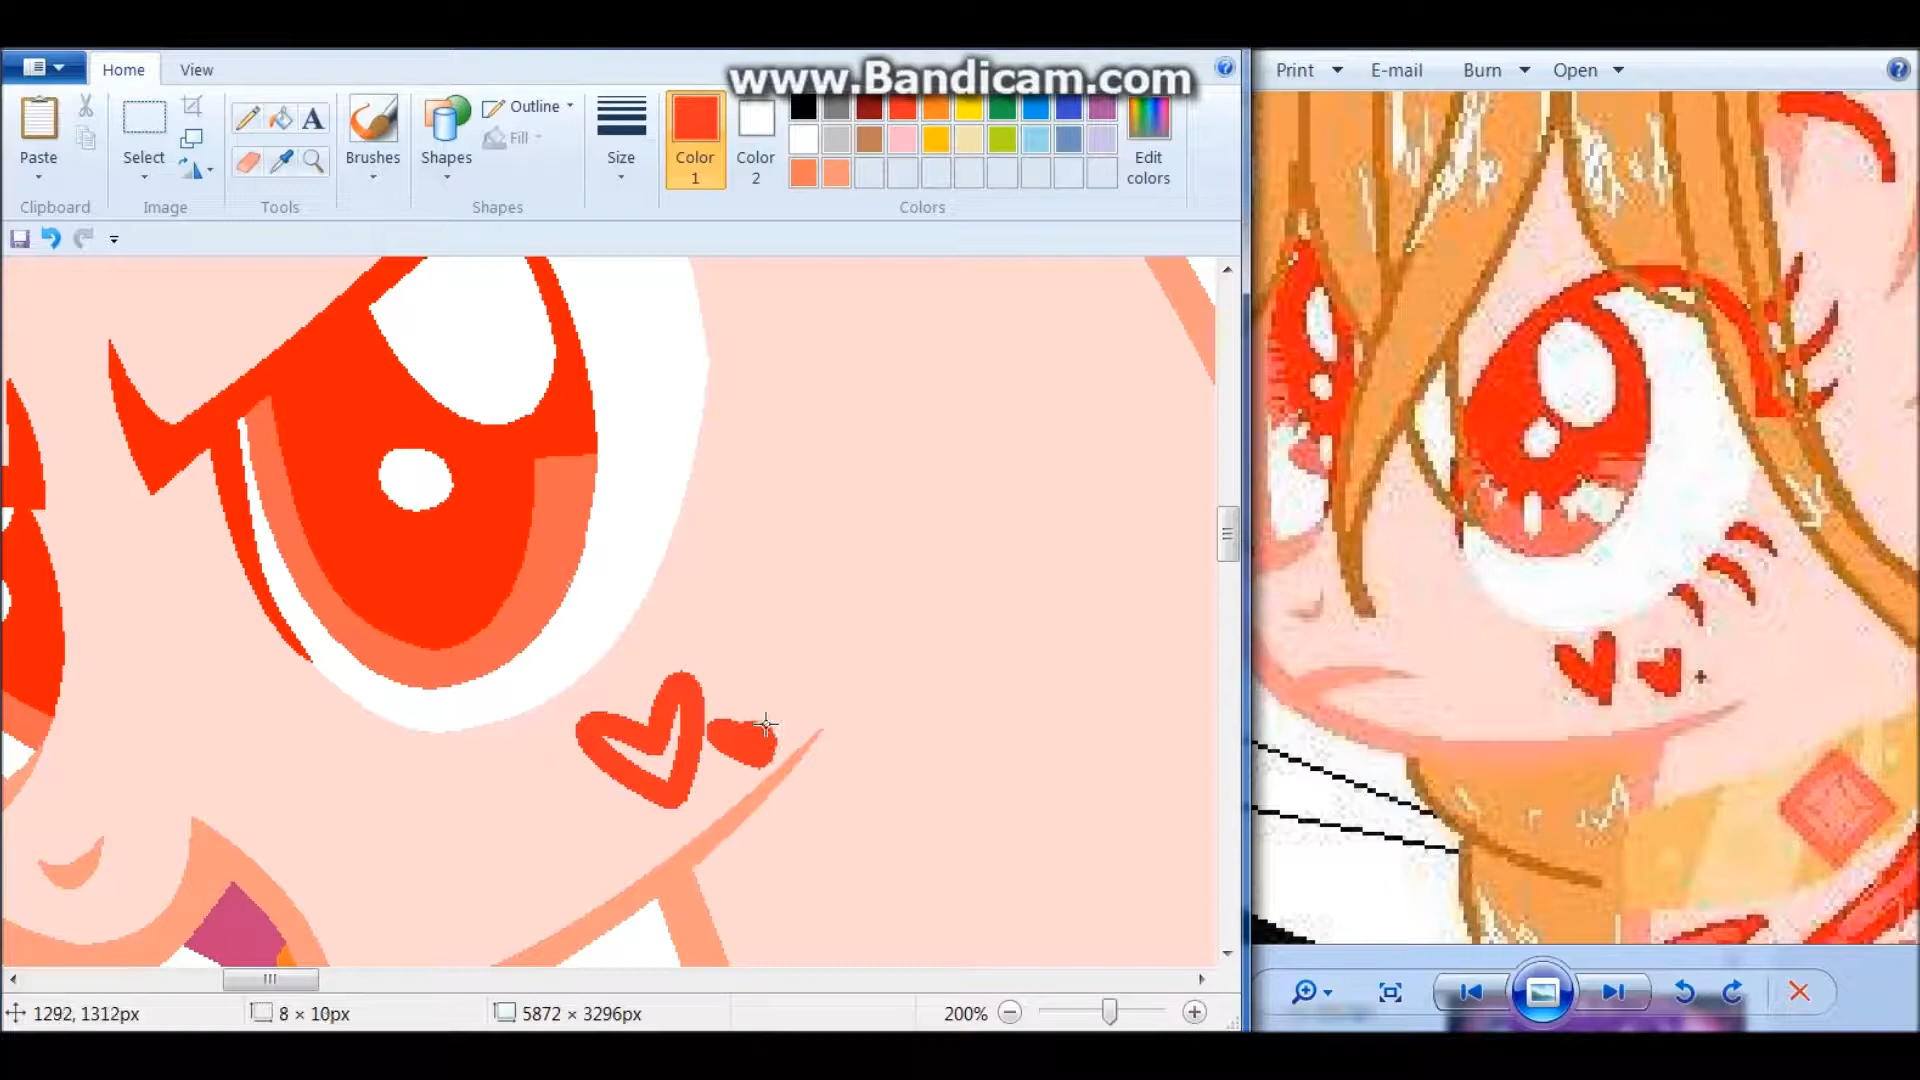 www.Bandicam.com
Home View
Print E-mail Burn Open
Paste Select Brushes Shapes Outline Fill Size Color 1 Color 2 Edit colors
Clipboard Image Tools Shapes Colors
1292, 1312px 8 × 10px 5872 × 3296px 200%